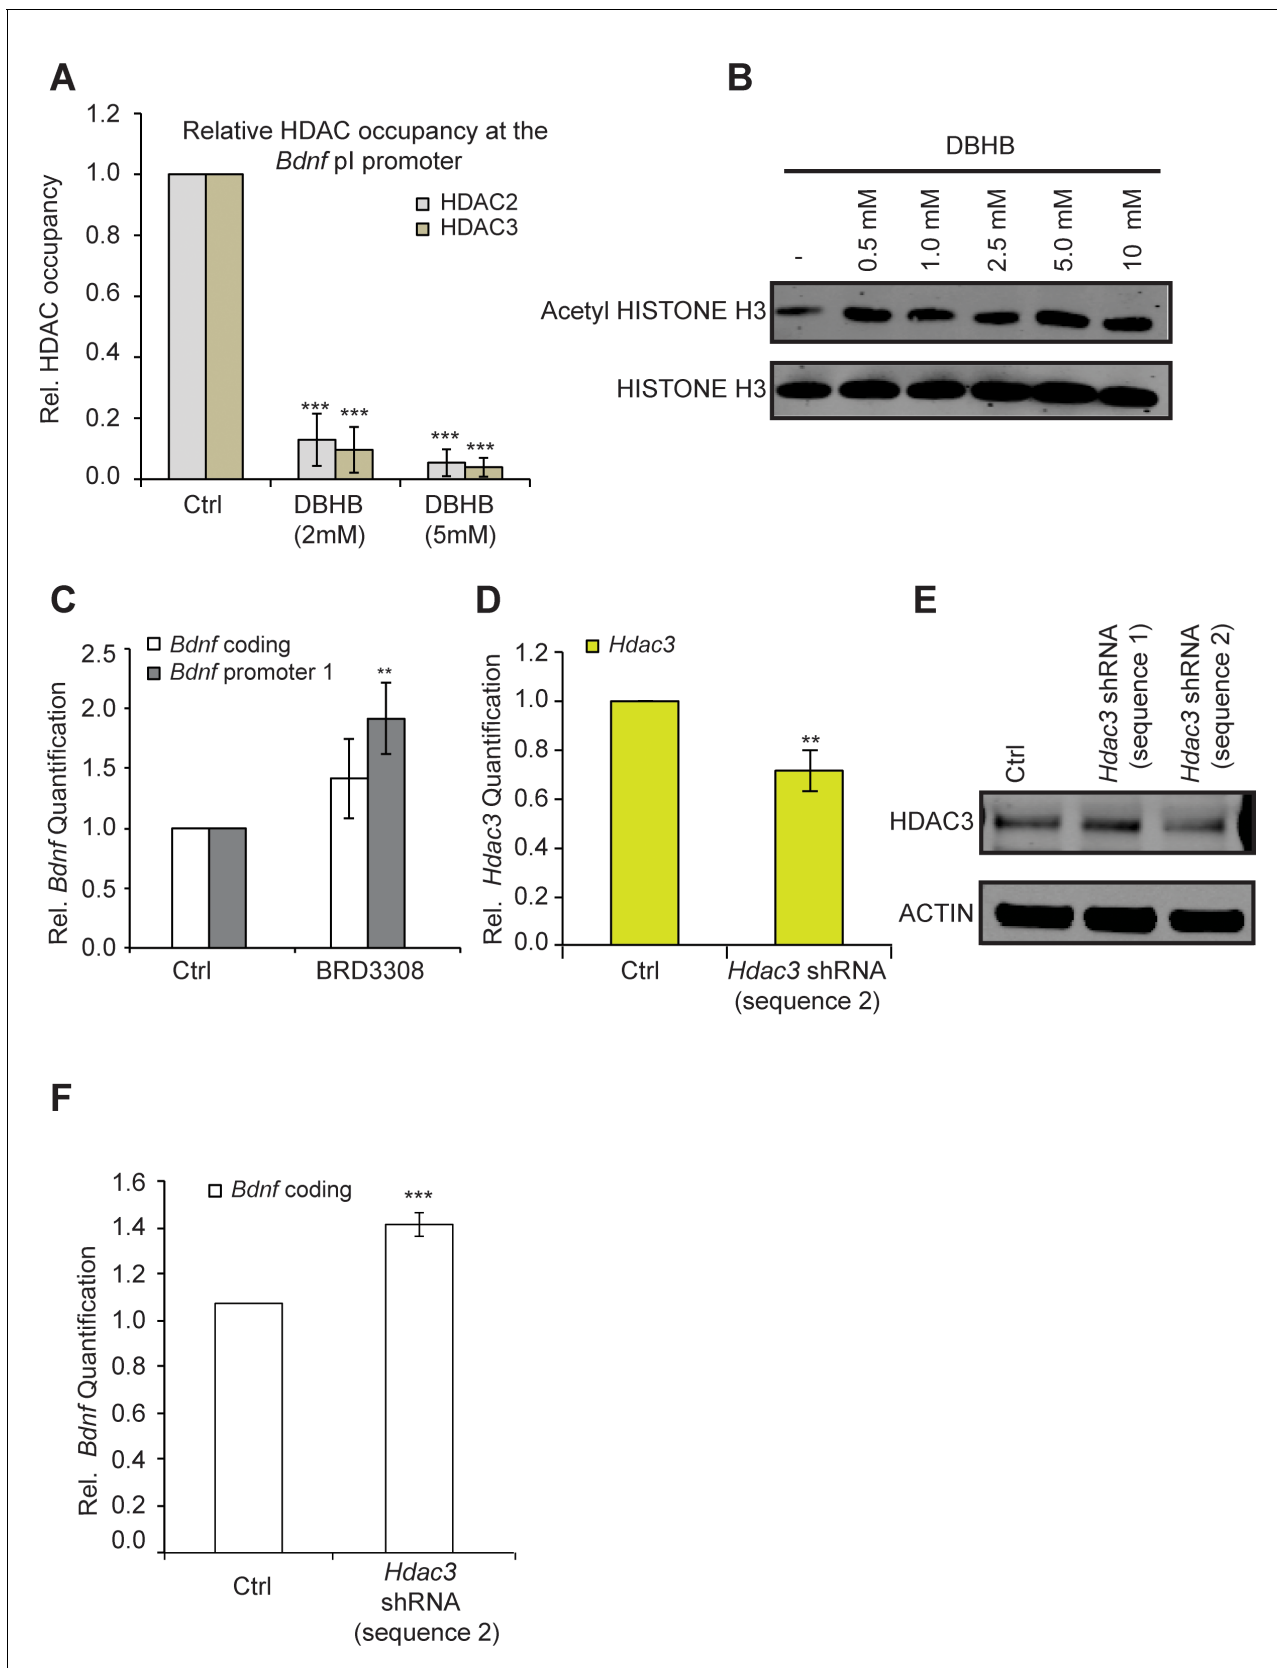 A
Relative HDAC occupancy at the
Bdnf pI promoter
HDAC2
HDAC3
Rel. HDAC occupancy
1.2
1.0
0.8
0.6
0.4
0.2
0.0
*** ***
*** ***
Ctrl
DBHB
(2mM)
DBHB
(5mM)
B
DBHB
-
0.5 mM
1.0 mM
2.5 mM
5.0 mM
10 mM
Acetyl HISTONE H3
HISTONE H3
C
Bdnf coding
Bdnf promoter 1
Rel. Bdnf Quantification
2.5
2.0
1.5
1.0
0.5
0.0
**
Ctrl
BRD3308
D
Hdac3
Rel. Hdac3 Quantification
1.2
1.0
0.8
0.6
0.4
0.2
0.0
**
Ctrl
Hdac3 shRNA
(sequence 2)
E
Ctrl
Hdac3 shRNA
(sequence 1)
Hdac3 shRNA
(sequence 2)
HDAC3
ACTIN
F
Bdnf coding
Rel. Bdnf Quantification
1.6
1.4
1.2
1.0
0.8
0.6
0.4
0.2
0.0
***
Ctrl
Hdac3
shRNA
(sequence 2)